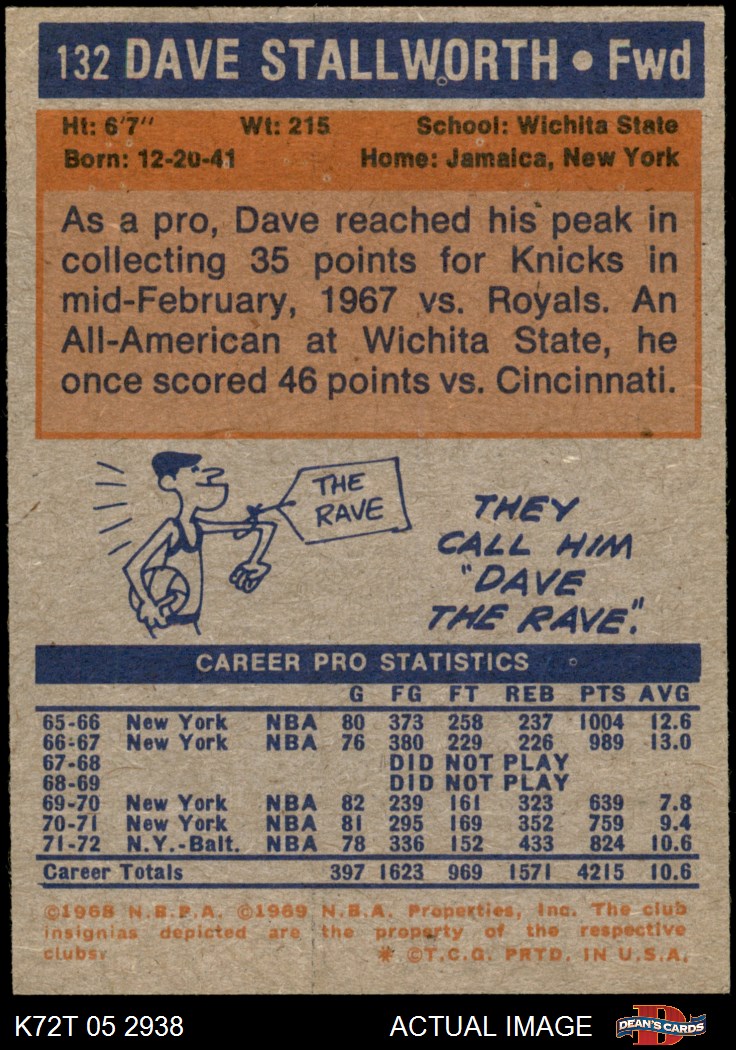 132 DAVE STALLWORTH • Fwd
Ht: 6'7" Wt: 215 School: Wichita State
Born: 12-20-41 Home: Jamaica, New York
As a pro, Dave reached his peak in
collecting 35 points for Knicks in
mid-February, 1967 vs. Royals. An
All-American at Wichita State, he
once scored 46 points vs. Cincinnati.
THE
RAVE
THEY
CALL HIM
"DAVE
THE RAVE."
CAREER PRO STATISTICS
G FG FT REB PTS AVG
65-66 New York NBA 80 373 258 237 1004 12.6
66-67 New York NBA 76 380 229 226 989 13.0
67-68 DID NOT PLAY
68-69 DID NOT PLAY
69-70 New York NBA 82 239 161 323 639 7.8
70-71 New York NBA 81 295 169 352 759 9.4
71-72 N.Y.-Balt. NBA 78 336 152 433 824 10.6
Career Totals 397 1623 969 1571 4215 10.6
©1968 N.B.P.A. ©1969 N.B.A. Properties, Inc. The club
insignias depicted are the property of the respective
clubs.
* ©T.C.G. PRTD. IN U.S.A.
K72T 05 2938 ACTUAL IMAGE D DEAN'S CARDS